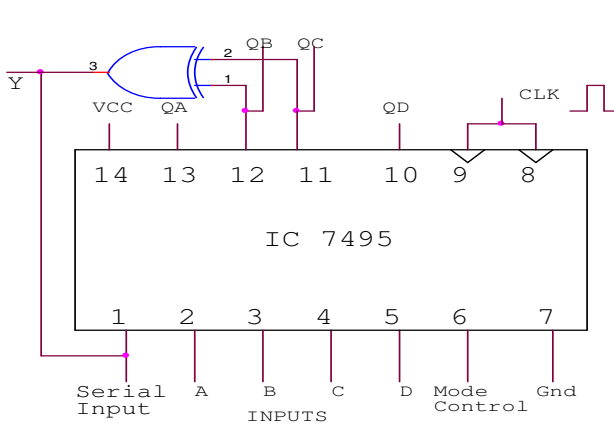 QB QC
3 2
1
Y
VCC QA QD CLK
14 13 12 11 10 9 8
IC 7495
1 2 3 4 5 6 7
Serial Input A B C D Mode Control Gnd
INPUTS